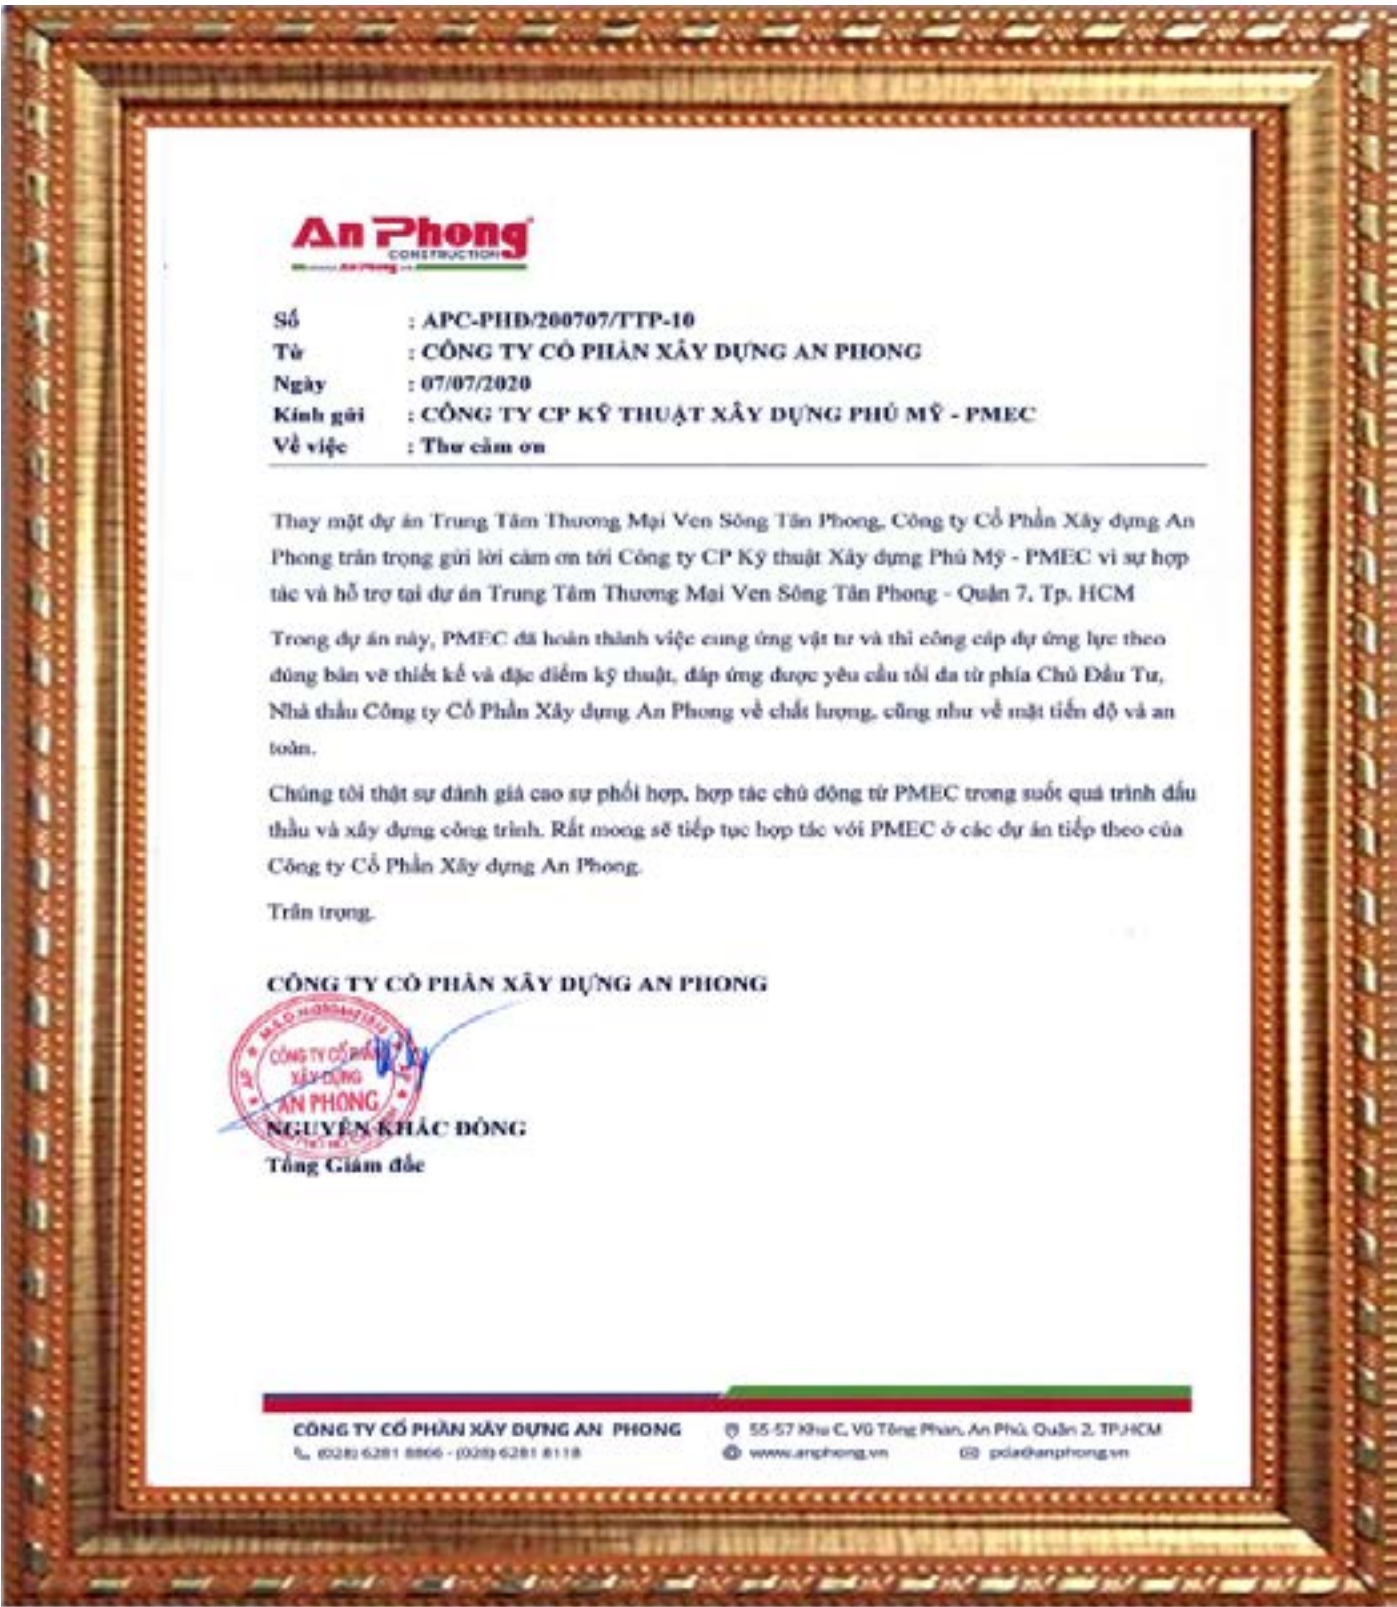 An Phong
CONSTRUCTION
Số : APC-PHĐ/200707/TTP-10
Từ : CÔNG TY CỔ PHẦN XÂY DỰNG AN PHONG
Ngày : 07/07/2020
Kính gửi : CÔNG TY CP KỸ THUẬT XÂY DỰNG PHÚ MỸ - PMEC
Về việc : Thư cảm ơn
Thay mặt dự án Trung Tâm Thương Mại Ven Sông Tân Phong, Công ty Cổ Phần Xây dựng An
Phong trân trọng gửi lời cảm ơn tới Công ty CP Kỹ thuật Xây dựng Phú Mỹ - PMEC vì sự hợp
tác và hỗ trợ tại dự án Trung Tâm Thương Mại Ven Sông Tân Phong - Quận 7, Tp. HCM
Trong dự án này, PMEC đã hoàn thành việc cung ứng vật tư và thi công cáp dự ứng lực theo
đúng bản vẽ thiết kế và đặc điểm kỹ thuật, đáp ứng được yêu cầu tối đa từ phía Chủ Đầu Tư,
Nhà thầu Công ty Cổ Phần Xây dựng An Phong về chất lượng, cũng như về mặt tiến độ và an
toàn.
Chúng tôi thật sự đánh giá cao sự phối hợp, hợp tác chủ động từ PMEC trong suốt quá trình đấu
thầu và xây dựng công trình. Rất mong sẽ tiếp tục hợp tác với PMEC ở các dự án tiếp theo của
Công ty Cổ Phần Xây dựng An Phong.
Trân trọng.
CÔNG TY CỔ PHẦN XÂY DỰNG AN PHONG
CÔNG TY CỔ PHẦN
XÂY DỰNG
AN PHONG
NGUYỄN KHẮC ĐỒNG
Tổng Giám đốc
CÔNG TY CỔ PHẦN XÂY DỰNG AN PHONG
(028) 6281 8866 - (028) 6281 8118
55-57 Khu C, Vũ Tông Phan, An Phú, Quận 2, TP.HCM
www.anphong.vn pda@anphong.vn